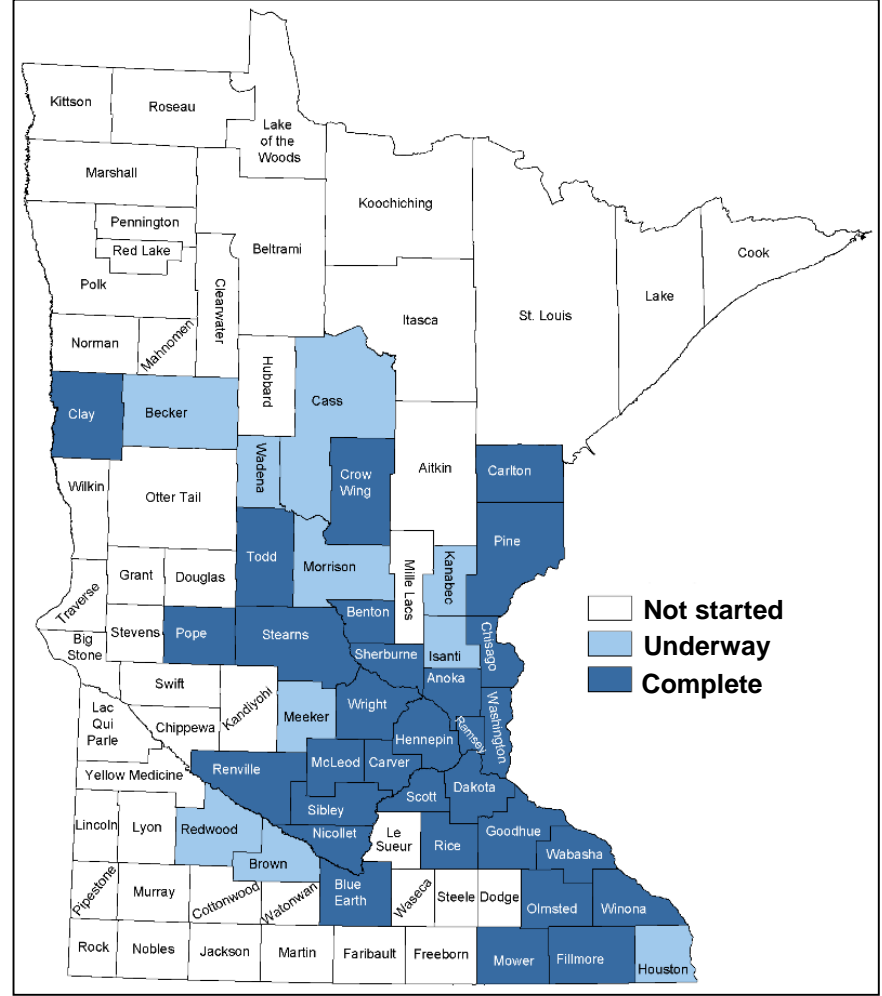 Kittson
Roseau
Lake
of the
Woods
Marshall
Koochiching
Pennington
Red Lake
Beltrami
Cook
Polk
Clearwater
Lake
Itasca
St. Louis
Norman
Mahnomen
Hubbard
Cass
Clay
Becker
Wadena
Crow
Wing
Aitkin
Carlton
Wilkin
Otter Tail
Pine
Todd
Morrison
Mille Lacs
Kanabec
Grant
Douglas
Traverse
Benton
Not started
Stevens
Pope
Stearns
Big
Stone
Sherburne
Isanti
Chisago
Underway
Anoka
Swift
Kandiyohi
Complete
Lac
Qui
Parle
Chippewa
Meeker
Wright
Hennepin
Ramsey
Washington
Yellow Medicine
Renville
McLeod
Carver
Scott
Dakota
Sibley
Lincoln
Lyon
Redwood
Nicollet
Le
Sueur
Rice
Goodhue
Wabasha
Brown
Pipestone
Murray
Cottonwood
Watonwan
Blue
Earth
Waseca
Steele
Dodge
Olmsted
Winona
Rock
Nobles
Jackson
Martin
Faribault
Freeborn
Mower
Fillmore
Houston